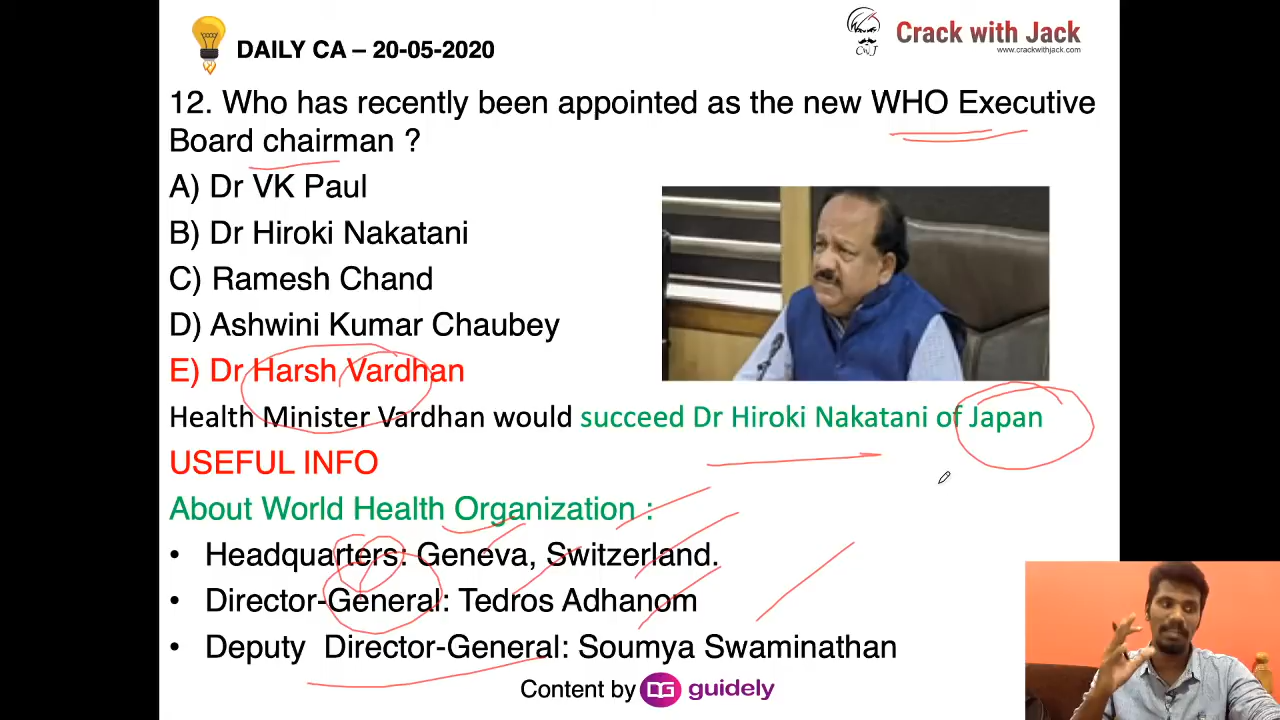 DAILY CA – 20-05-2020
Crack with Jack
www.crackwithjack.com
CWJ
12. Who has recently been appointed as the new WHO Executive
Board chairman ?
A) Dr VK Paul
B) Dr Hiroki Nakatani
C) Ramesh Chand
D) Ashwini Kumar Chaubey
E) Dr Harsh Vardhan
Health Minister Vardhan would succeed Dr Hiroki Nakatani of Japan
USEFUL INFO
About World Health Organization :
• Headquarters: Geneva, Switzerland.
• Director-General: Tedros Adhanom
• Deputy Director-General: Soumya Swaminathan
Content by DG guidely